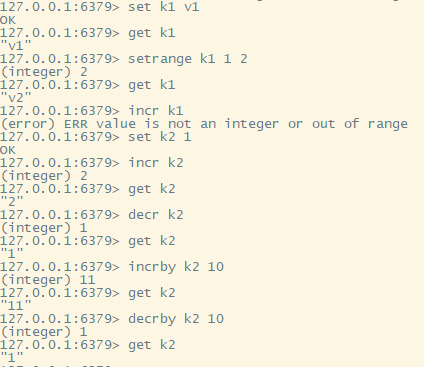 127.0.0.1:6379> set k1 v1
OK
127.0.0.1:6379> get k1
"v1"
127.0.0.1:6379> setrange k1 1 2
(integer) 2
127.0.0.1:6379> get k1
"v2"
127.0.0.1:6379> incr k1
(error) ERR value is not an integer or out of range
127.0.0.1:6379> set k2 1
OK
127.0.0.1:6379> incr k2
(integer) 2
127.0.0.1:6379> get k2
"2"
127.0.0.1:6379> decr k2
(integer) 1
127.0.0.1:6379> get k2
"1"
127.0.0.1:6379> incrby k2 10
(integer) 11
127.0.0.1:6379> get k2
"11"
127.0.0.1:6379> decrby k2 10
(integer) 1
127.0.0.1:6379> get k2
"1"